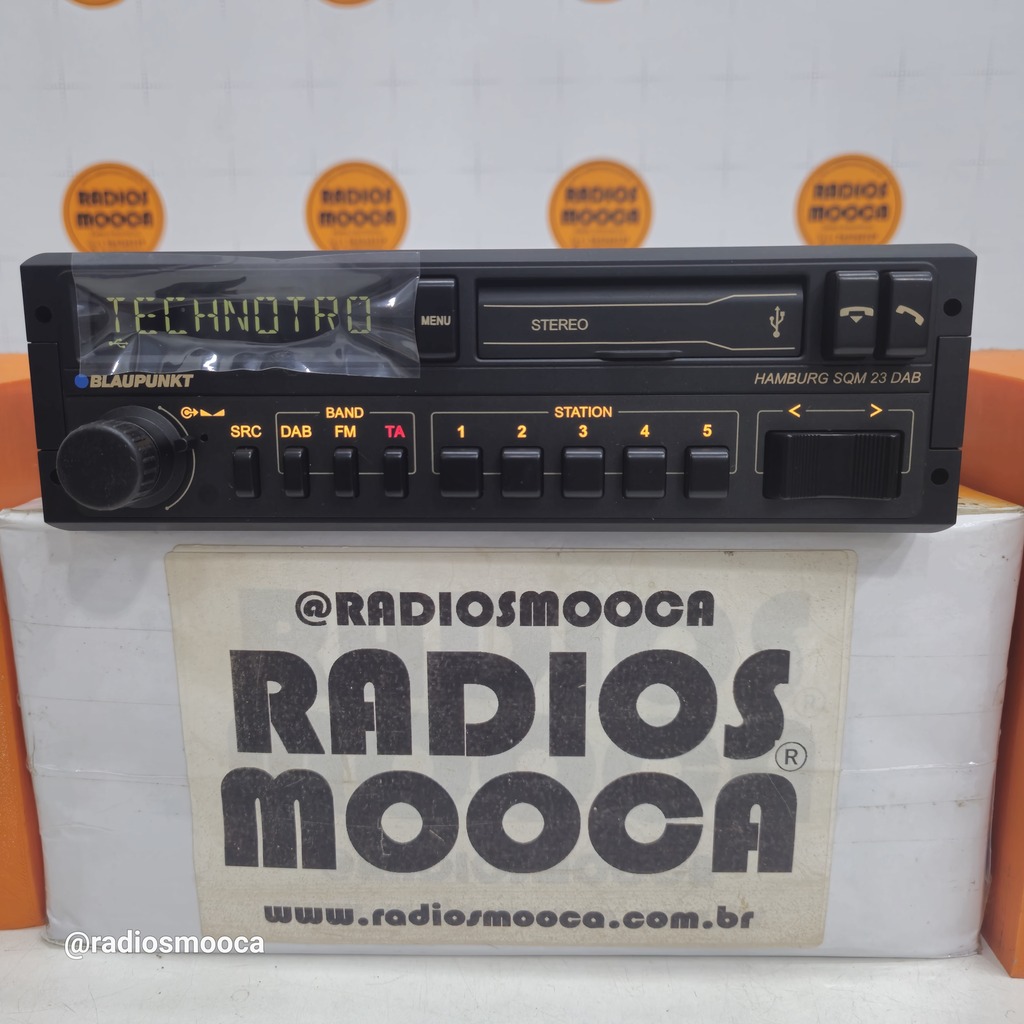 RADIOS
MOOCA
RADIOS
MOOCA
RADIOS
MOOCA
RADIOS
MOOCA
TECHNOTRO
MENU
STEREO
BLAUPUNKT
HAMBURG SQM 23 DAB
BAND
STATION
< >
SRC DAB FM TA 1 2 3 4 5
@RADIOSMOOCA
RADIOS
MOOCA®
www.radiosmooca.com.br
@radiosmooca